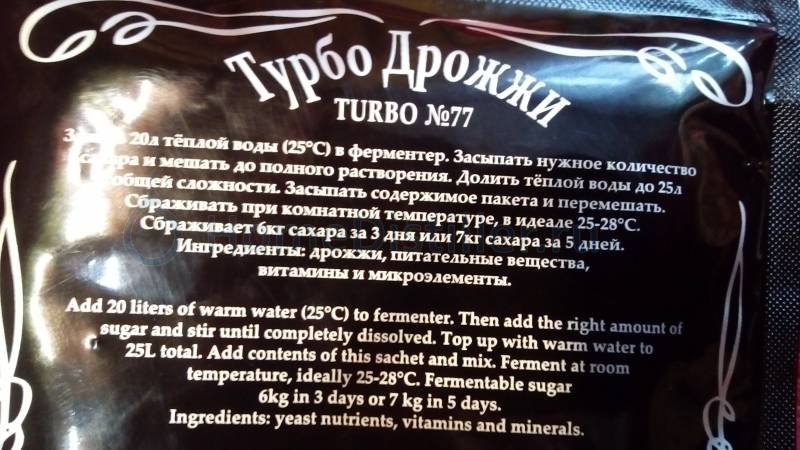 Турбо Дрожжи
TURBO №77
20л тёплой воды (25°C) в ферментер. Засыпать нужное количество
сахара и мешать до полного растворения. Долить тёплой воды до 25л
общей сложности. Засыпать содержимое пакета и перемешать.
Сбраживать при комнатной температуре, в идеале 25-28°C.
Сбраживает 6кг сахара за 3 дня или 7кг сахара за 5 дней.
Ингредиенты: дрожжи, питательные вещества,
витамины и микроэлементы.
Add 20 liters of warm water (25°C) to fermenter. Then add the right amount of
sugar and stir until completely dissolved. Top up with warm water to
25L total. Add contents of this sachet and mix. Ferment at room
temperature, ideally 25-28°C. Fermentable sugar
6kg in 3 days or 7 kg in 5 days.
Ingredients: yeast nutrients, vitamins and minerals.